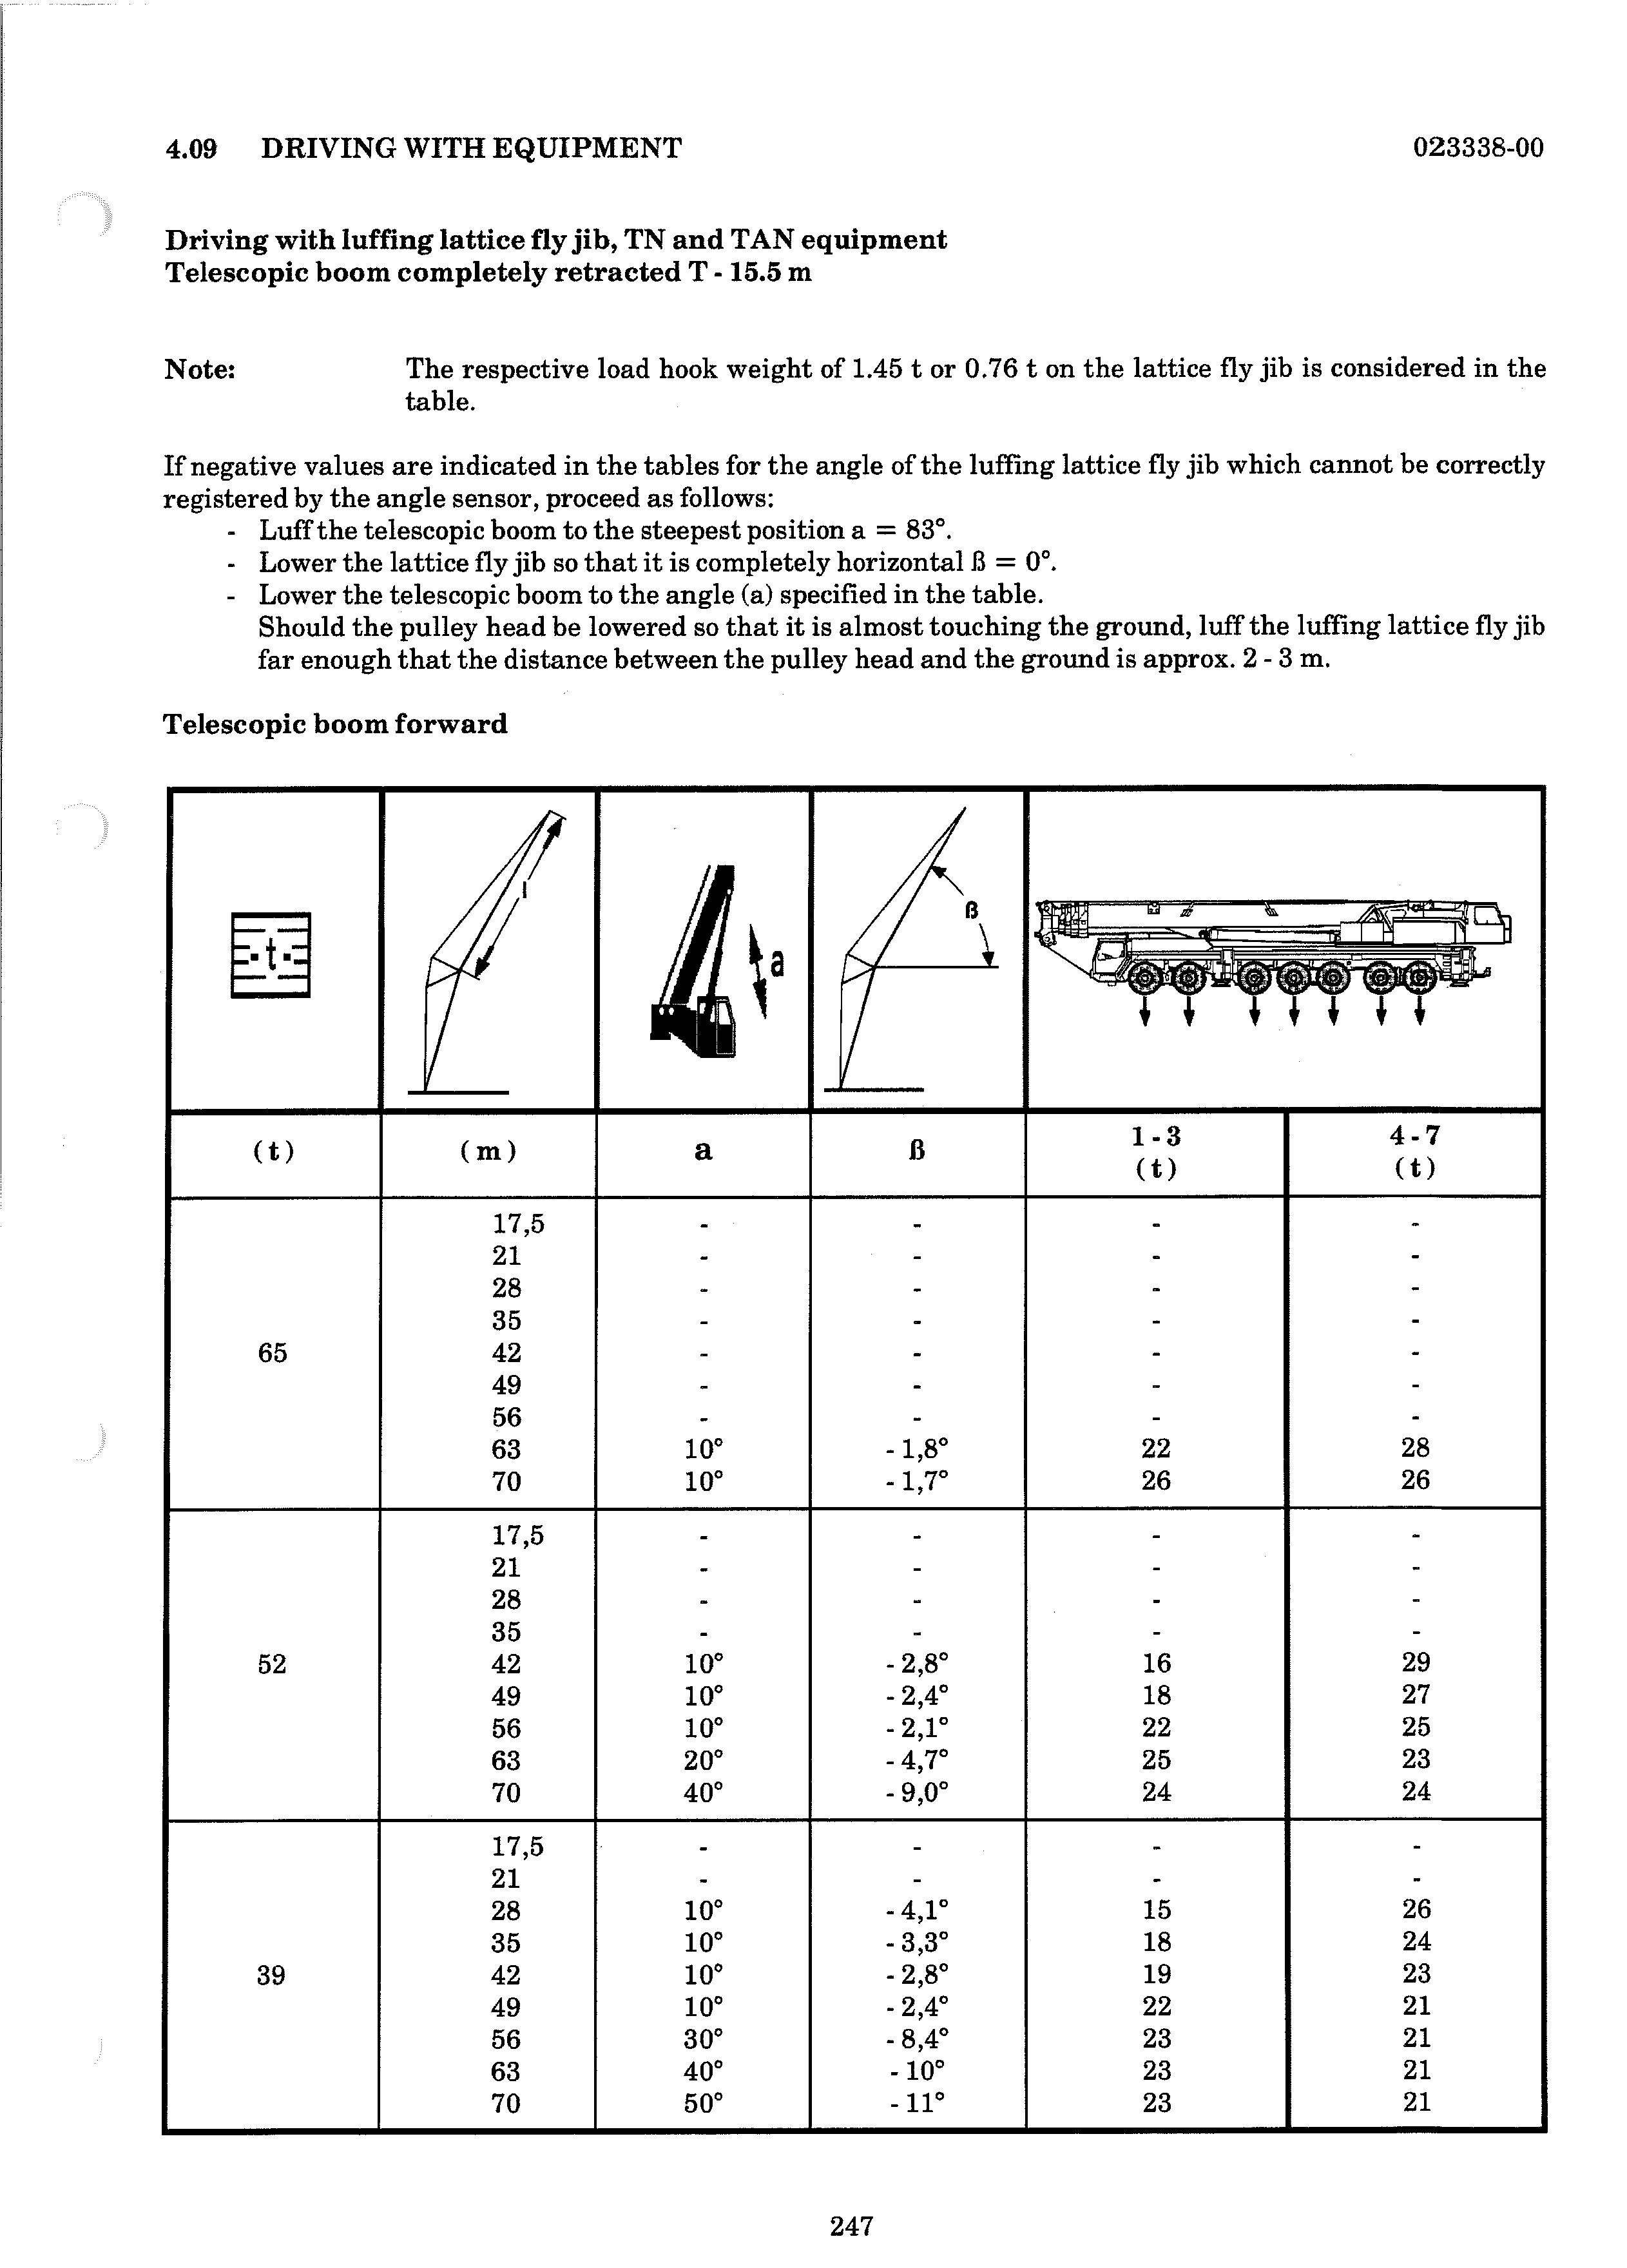 4.09 DRIVING WITH EQUIPMENT 023338-00
Driving with luffing lattice fly jib, TN and TAN equipment
Telescopic boom completely retracted T - 15.5 m
Note: The respective load hook weight of 1.45 t or 0.76 t on the lattice fly jib is considered in the
table.
If negative values are indicated in the tables for the angle of the luffing lattice fly jib which cannot be correctly
registered by the angle sensor, proceed as follows:
- Luff the telescopic boom to the steepest position a = 83°.
- Lower the lattice fly jib so that it is completely horizontal ß = 0°.
- Lower the telescopic boom to the angle (a) specified in the table.
Should the pulley head be lowered so that it is almost touching the ground, luff the luffing lattice fly jib
far enough that the distance between the pulley head and the ground is approx. 2 - 3 m.
Telescopic boom forward
t l a ß
(t) (m) a ß 1 - 3 (t) 4 - 7 (t)
17,5 - - - -
21 - - - -
28 - - - -
35 - - - -
65 42 - - - -
49 - - - -
56 - - - -
63 10° - 1,8° 22 28
70 10° - 1,7° 26 26
17,5 - - - -
21 - - - -
28 - - - -
35 - - - -
52 42 10° - 2,8° 16 29
49 10° - 2,4° 18 27
56 10° - 2,1° 22 25
63 20° - 4,7° 25 23
70 40° - 9,0° 24 24
17,5 - - - -
21 - - - -
28 10° - 4,1° 15 26
35 10° - 3,3° 18 24
39 42 10° - 2,8° 19 23
49 10° - 2,4° 22 21
56 30° - 8,4° 23 21
63 40° - 10° 23 21
70 50° - 11° 23 21
247